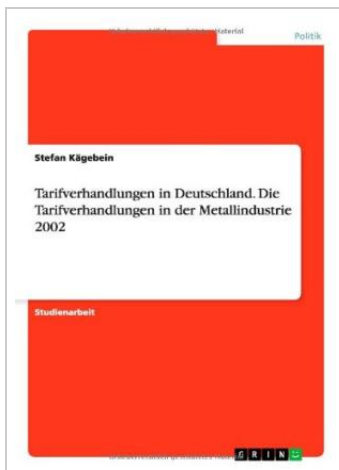 Politik
Stefan Kägebein
Tarifverhandlungen in Deutschland. Die
Tarifverhandlungen in der Metallindustrie
2002
Studienarbeit
GRIN